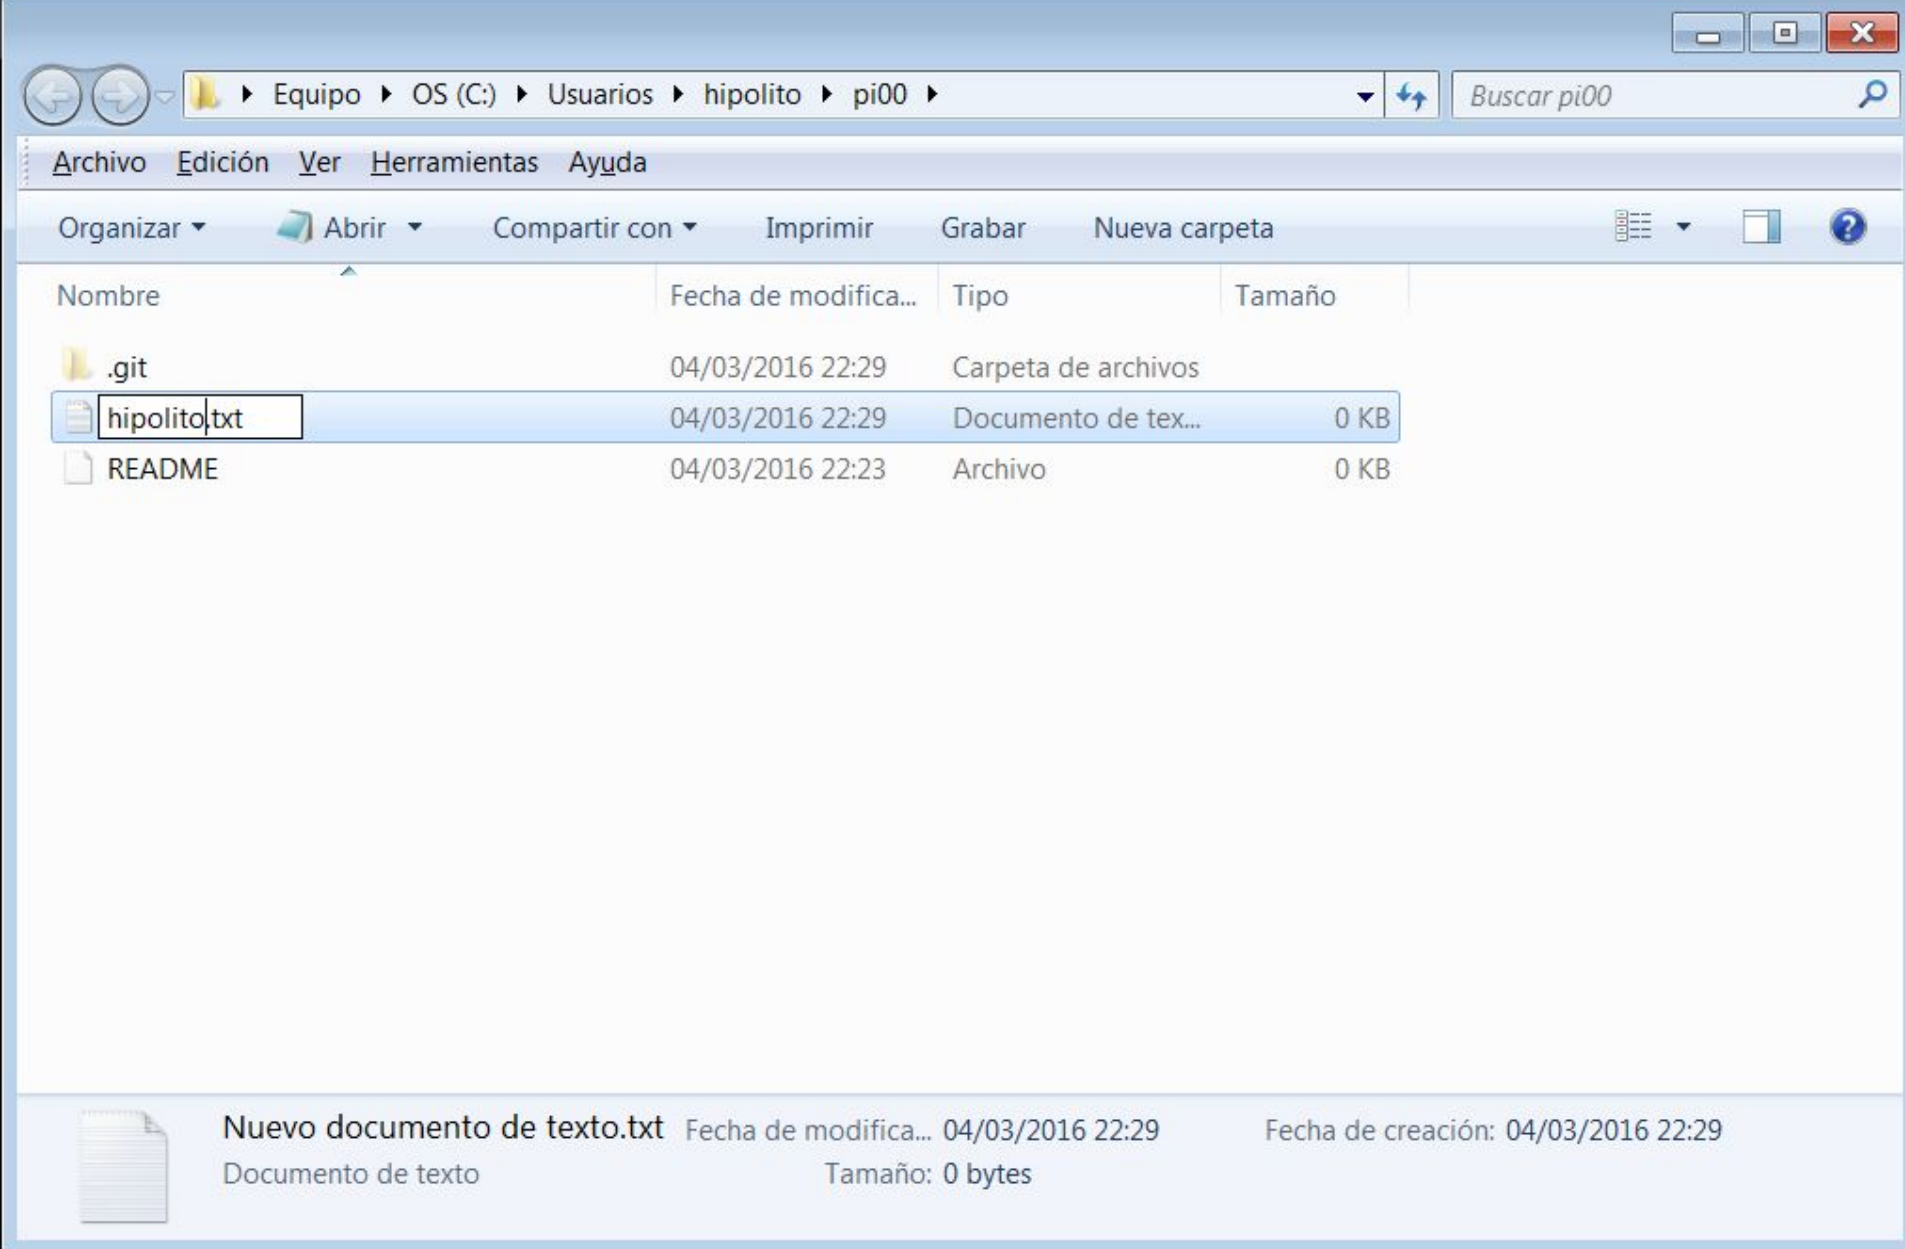 Equipo OS (C:) Usuarios hipolito pi00 Buscar pi00
Archivo Edición Ver Herramientas Ayuda
Organizar Abrir Compartir con Imprimir Grabar Nueva carpeta ?
Nombre Fecha de modifica... Tipo Tamaño
.git 04/03/2016 22:29 Carpeta de archivos
hipolito.txt 04/03/2016 22:29 Documento de tex... 0 KB
README 04/03/2016 22:23 Archivo 0 KB
Nuevo documento de texto.txt Fecha de modifica... 04/03/2016 22:29 Fecha de creación: 04/03/2016 22:29
Documento de texto Tamaño: 0 bytes